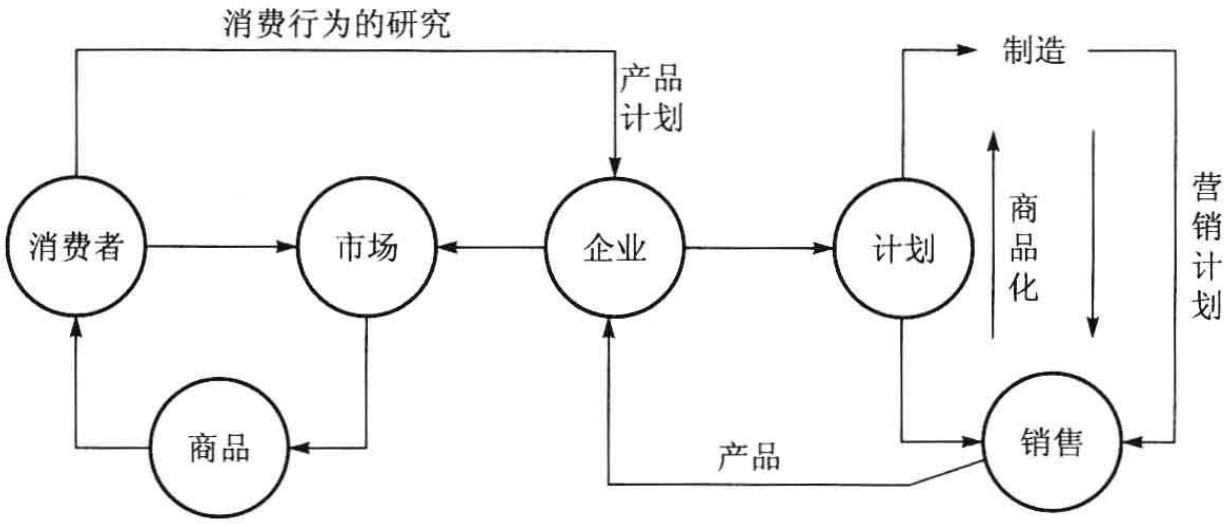 消费行为的研究
产品
计划
制造
消费者
市场
企业
计划
商品化
营销计划
商品
产品
销售